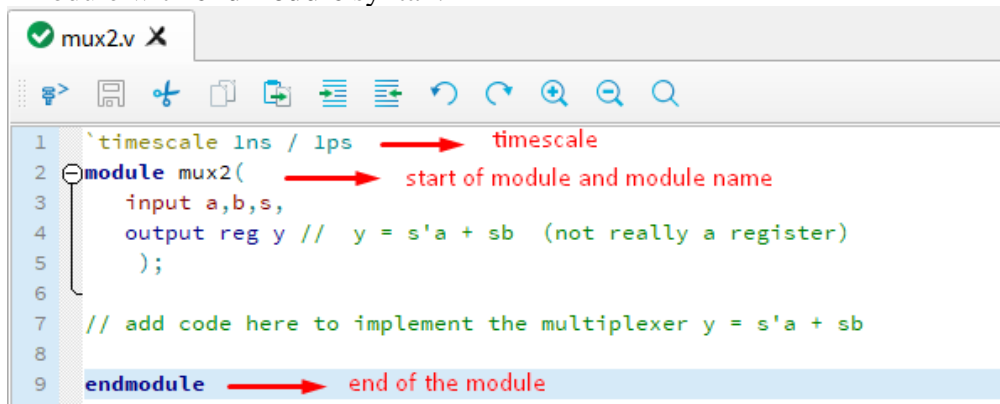 mux2.v
1 `timescale 1ns / 1ps timescale
2 module mux2( start of module and module name
3 input a,b,s,
4 output reg y // y = s'a + sb (not really a register)
5 );
6
7 // add code here to implement the multiplexer y = s'a + sb
8
9 endmodule end of the module